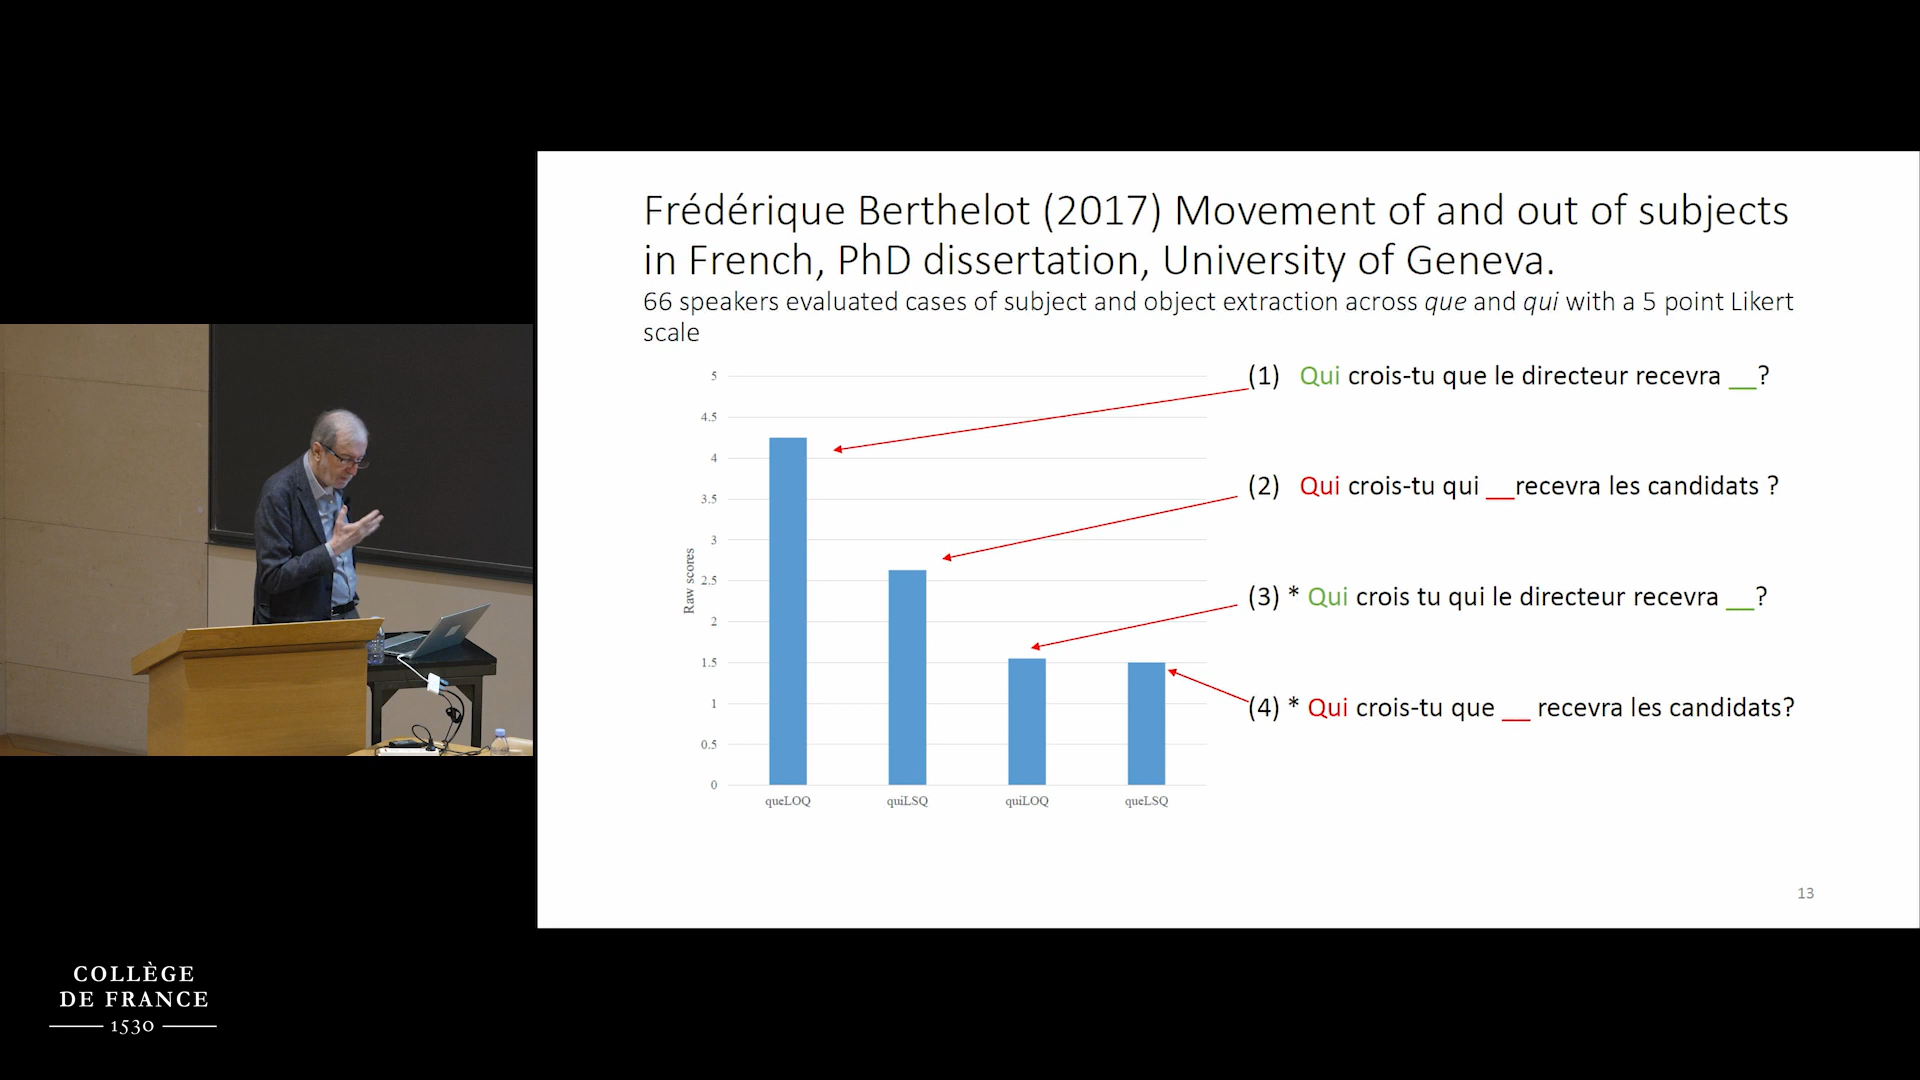 Frédérique Berthelot (2017) Movement of and out of subjects
in French, PhD dissertation, University of Geneva.
66 speakers evaluated cases of subject and object extraction across que and qui with a 5 point Likert
scale
5
4.5
4
3.5
3
2.5
2
1.5
1
0.5
0
Raw scores
queLOQ
quiLSQ
quiLOQ
queLSQ
(1) Qui crois-tu que le directeur recevra __?
(2) Qui crois-tu qui __recevra les candidats ?
(3) * Qui crois tu qui le directeur recevra __?
(4) * Qui crois-tu que __ recevra les candidats?
13
COLLÈGE
DE FRANCE
1530